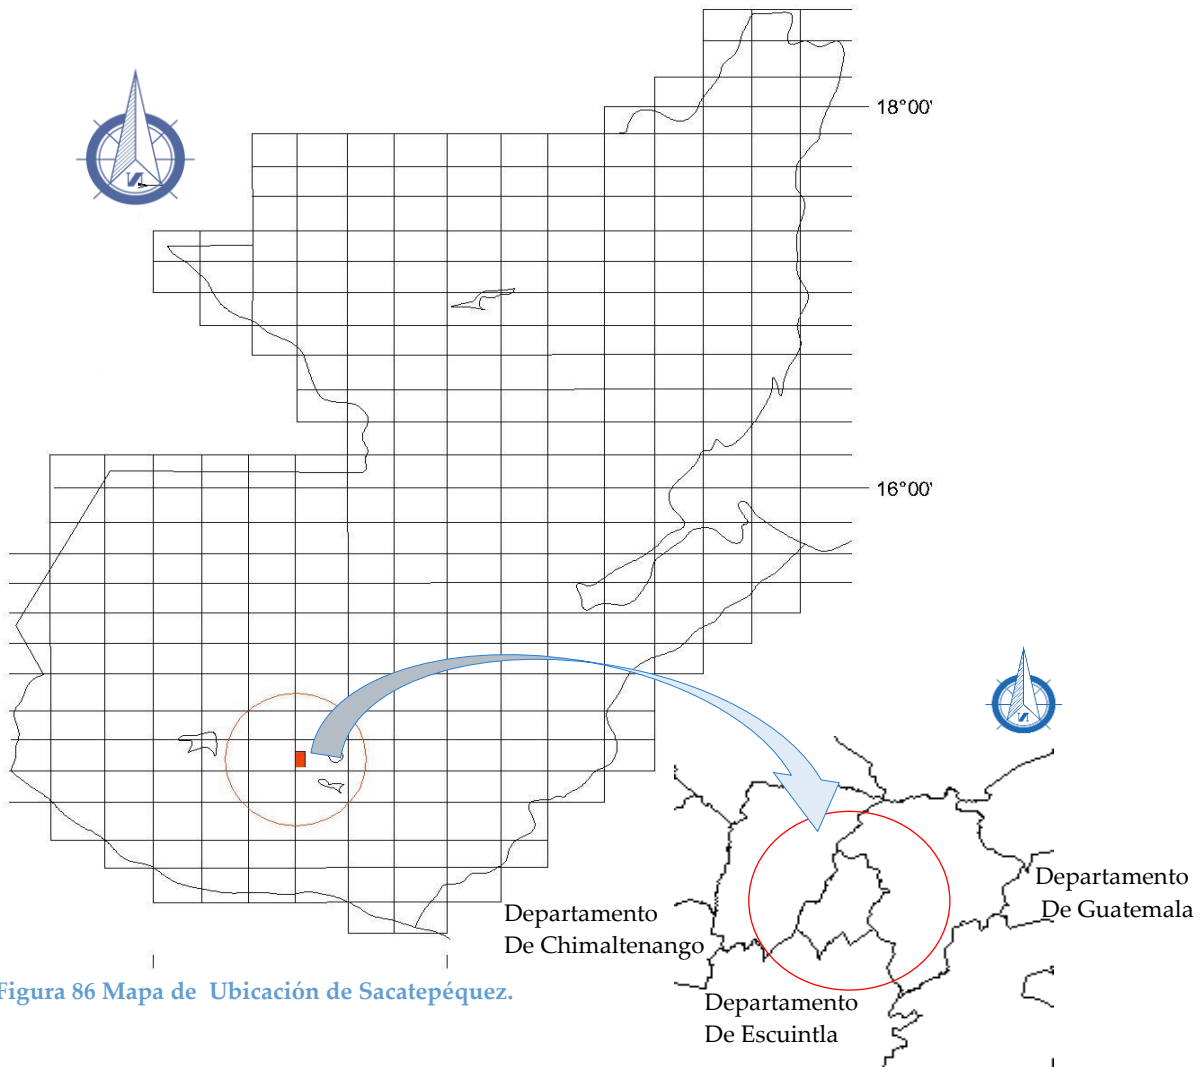 18°00'
16°00'
Departamento
De Guatemala
Departamento
De Chimaltenango
Departamento
De Escuintla
Figura 86 Mapa de Ubicación de Sacatepéquez.